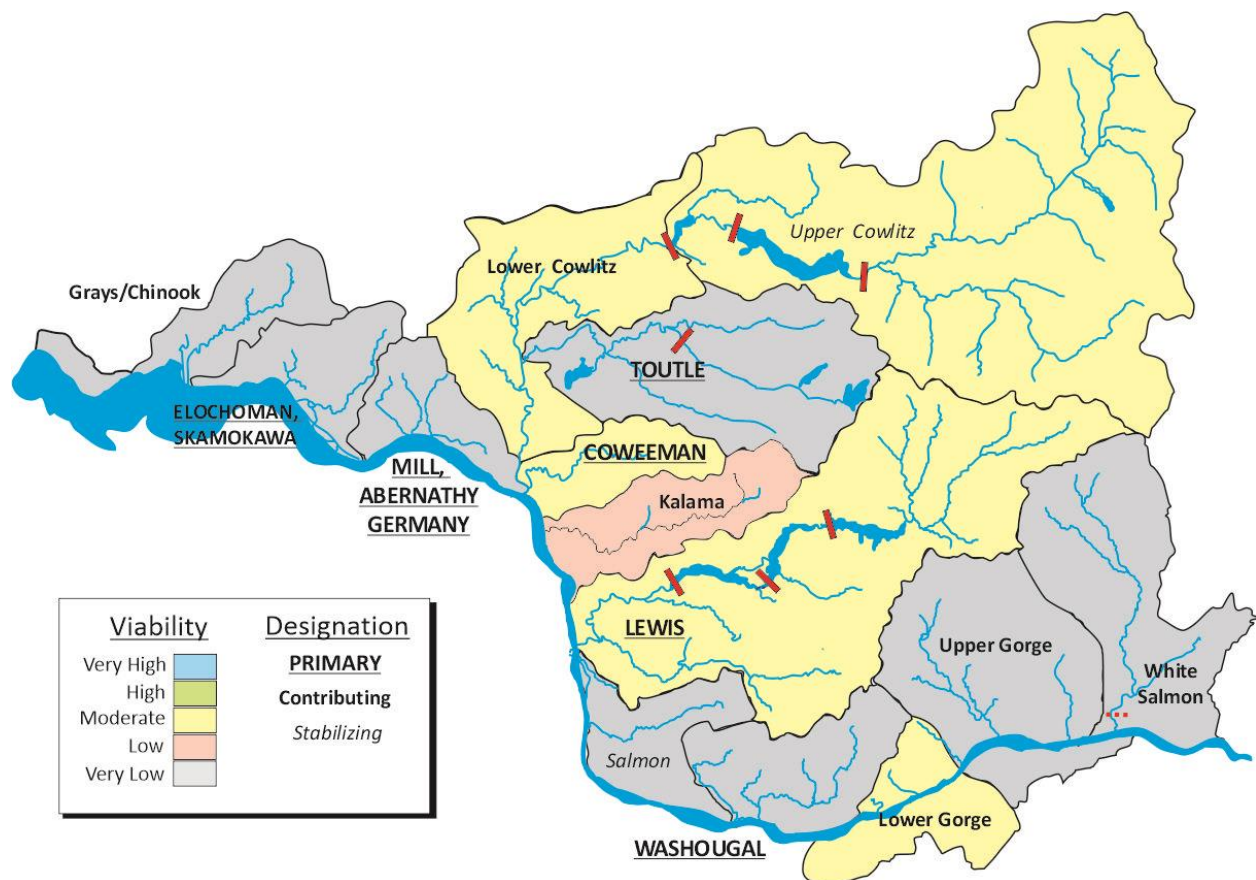 Upper Cowlitz
Lower Cowlitz
Grays/Chinook
TOUTLE
ELOCHOMAN,
SKAMOKAWA
COWEEMAN
MILL,
ABERNATHY
GERMANY
Kalama
LEWIS
Upper Gorge
White
Salmon
Salmon
Lower Gorge
WASHOUGAL
Viability
Very High
High
Moderate
Low
Very Low
Designation
PRIMARY
Contributing
Stabilizing